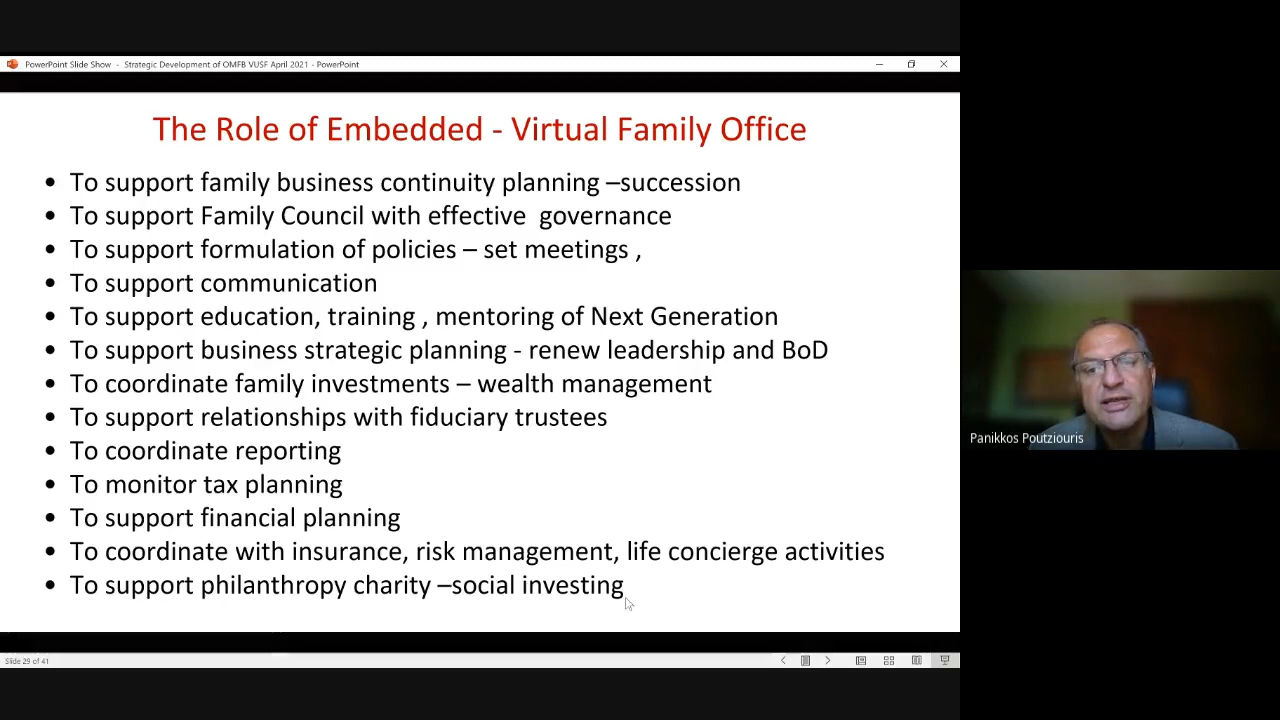 PowerPoint Slide Show - Strategic Development of OMFB VUSF April 2021 - PowerPoint
The Role of Embedded - Virtual Family Office
• To support family business continuity planning –succession
• To support Family Council with effective  governance
• To support formulation of policies – set meetings ,
• To support communication
• To support education, training , mentoring of Next Generation
• To support business strategic planning - renew leadership and BoD
• To coordinate family investments – wealth management
• To support relationships with fiduciary trustees
• To coordinate reporting
• To monitor tax planning
• To support financial planning
• To coordinate with insurance, risk management, life concierge activities
• To support philanthropy charity –social investing
Panikkos Poutziouris
Slide 29 of 41